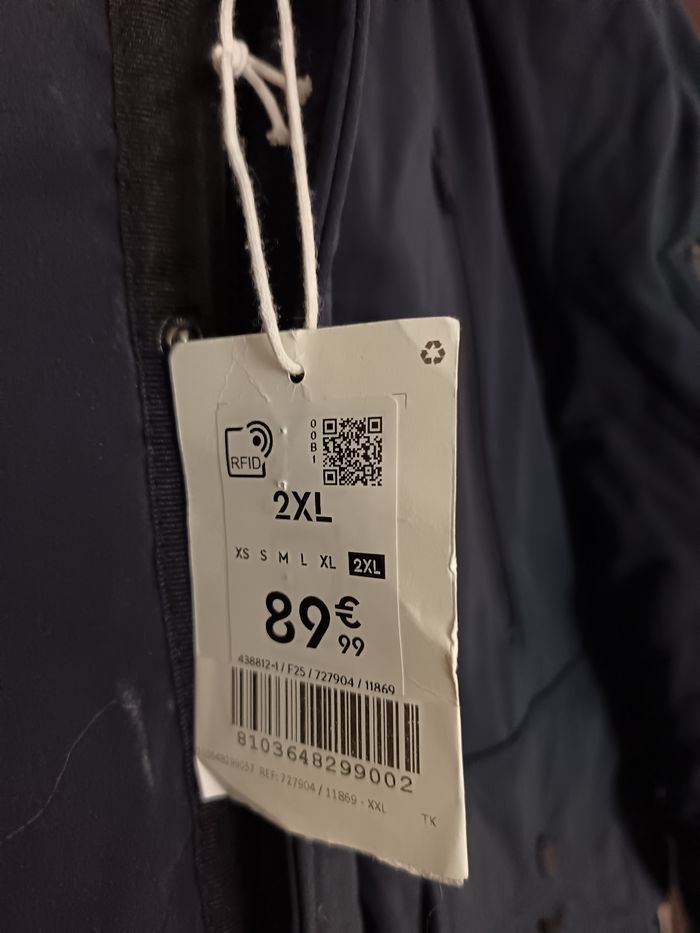 RFID
00B1
2XL
XS S M L XL 2XL
89€99
438812-1 / F25 / 727904 / 11869
8103648299002
REF: 727904 / 11869 - XXL
TK